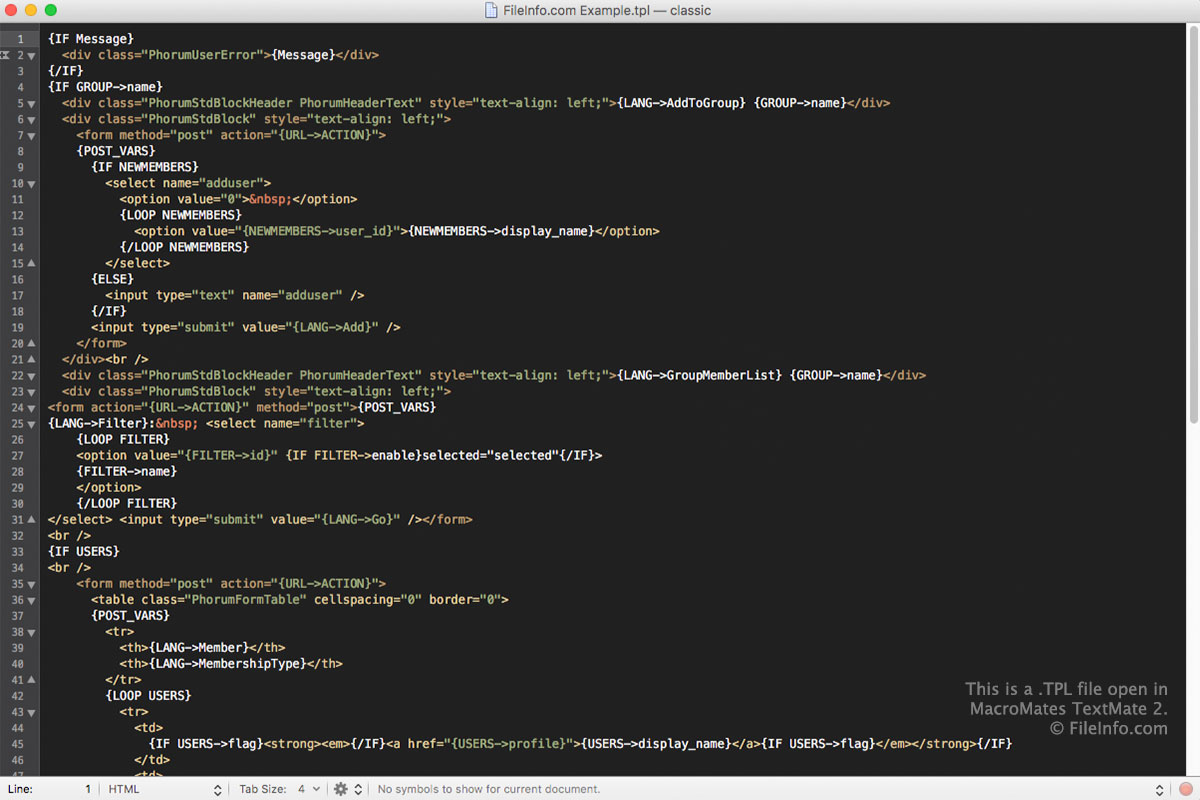 FileInfo.com Example.tpl — classic
1 {IF Message}
2 <div class="PhorumUserError">{Message}</div>
3 {/IF}
4 {IF GROUP->name}
5 <div class="PhorumStdBlockHeader PhorumHeaderText" style="text-align: left;">{LANG->AddToGroup} {GROUP->name}</div>
6 <div class="PhorumStdBlock" style="text-align: left;">
7 <form method="post" action="{URL->ACTION}">
8 {POST_VARS}
9 {IF NEWMEMBERS}
10 <select name="adduser">
11 <option value="0">&nbsp;</option>
12 {LOOP NEWMEMBERS}
13 <option value="{NEWMEMBERS->user_id}">{NEWMEMBERS->display_name}</option>
14 {/LOOP NEWMEMBERS}
15 </select>
16 {ELSE}
17 <input type="text" name="adduser" />
18 {/IF}
19 <input type="submit" value="{LANG->Add}" />
20 </form>
21 </div><br />
22 <div class="PhorumStdBlockHeader PhorumHeaderText" style="text-align: left;">{LANG->GroupMemberList} {GROUP->name}</div>
23 <div class="PhorumStdBlock" style="text-align: left;">
24 <form action="{URL->ACTION}" method="post">{POST_VARS}
25 {LANG->Filter}:&nbsp; <select name="filter">
26 {LOOP FILTER}
27 <option value="{FILTER->id}" {IF FILTER->enable}selected="selected"{/IF}>
28 {FILTER->name}
29 </option>
30 {/LOOP FILTER}
31 </select> <input type="submit" value="{LANG->Go}" /></form>
32 <br />
33 {IF USERS}
34 <br />
35 <form method="post" action="{URL->ACTION}">
36 <table class="PhorumFormTable" cellspacing="0" border="0">
37 {POST_VARS}
38 <tr>
39 <th>{LANG->Member}</th>
40 <th>{LANG->MembershipType}</th>
41 </tr>
42 {LOOP USERS}
43 <tr>
44 <td>
45 {IF USERS->flag}<strong><em>{/IF}<a href="{USERS->profile}">{USERS->display_name}</a>{IF USERS->flag}</em></strong>{/IF}
46 </td>
47 <td>
This is a .TPL file open in
MacroMates TextMate 2.
© FileInfo.com
Line: 1 HTML Tab Size: 4 No symbols to show for current document.